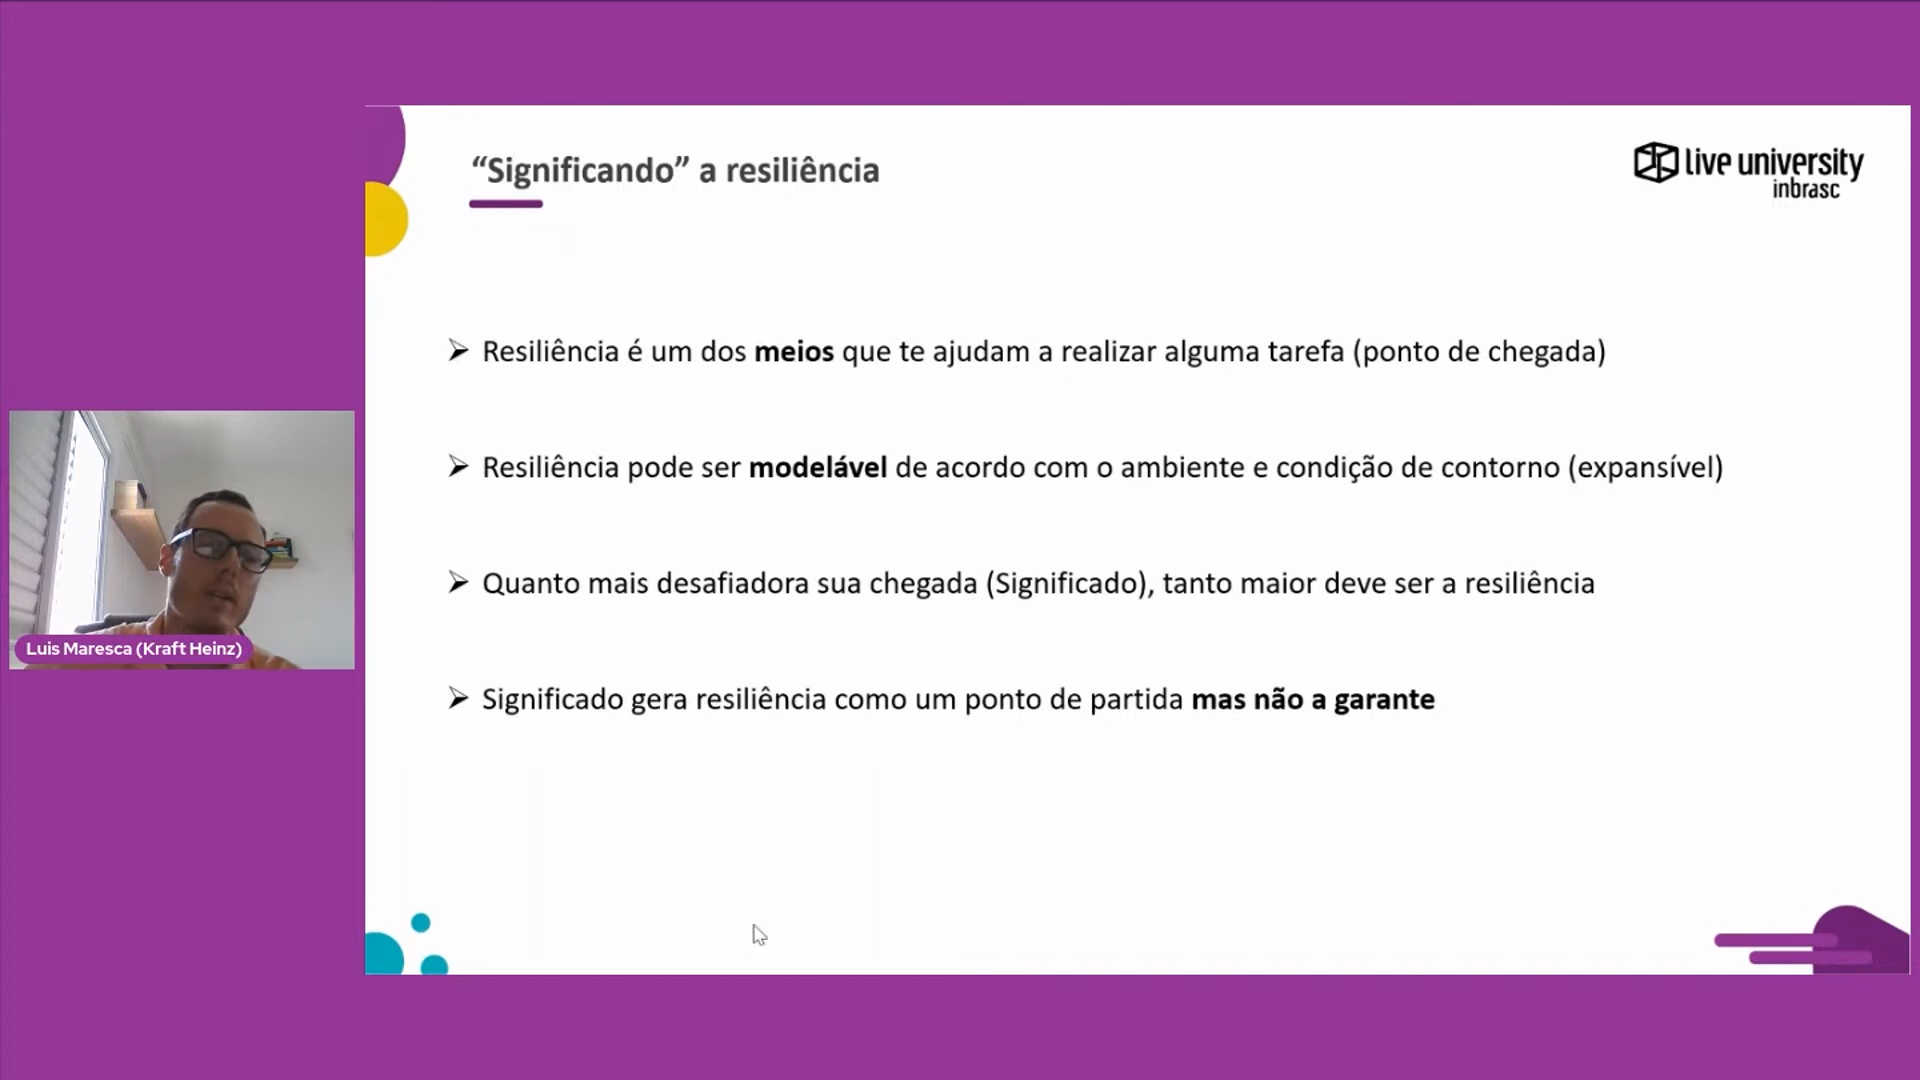 “Significando” a resiliência
live university
inbrasc
Resiliência é um dos meios que te ajudam a realizar alguma tarefa (ponto de chegada)
Resiliência pode ser modelável de acordo com o ambiente e condição de contorno (expansível)
Quanto mais desafiadora sua chegada (Significado), tanto maior deve ser a resiliência
Significado gera resiliência como um ponto de partida mas não a garante
Luis Maresca (Kraft Heinz)